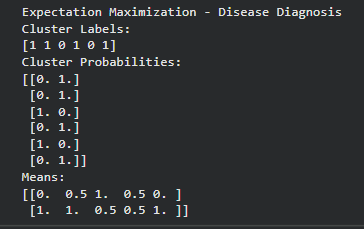 Expectation Maximization - Disease Diagnosis
Cluster Labels:
[1 1 0 1 0 1]
Cluster Probabilities:
[[0. 1.]
 [0. 1.]
 [1. 0.]
 [0. 1.]
 [1. 0.]
 [0. 1.]]
Means:
[[0.  0.5 1.  0.5 0. ]
 [1.  1.  0.5 0.5 1. ]]